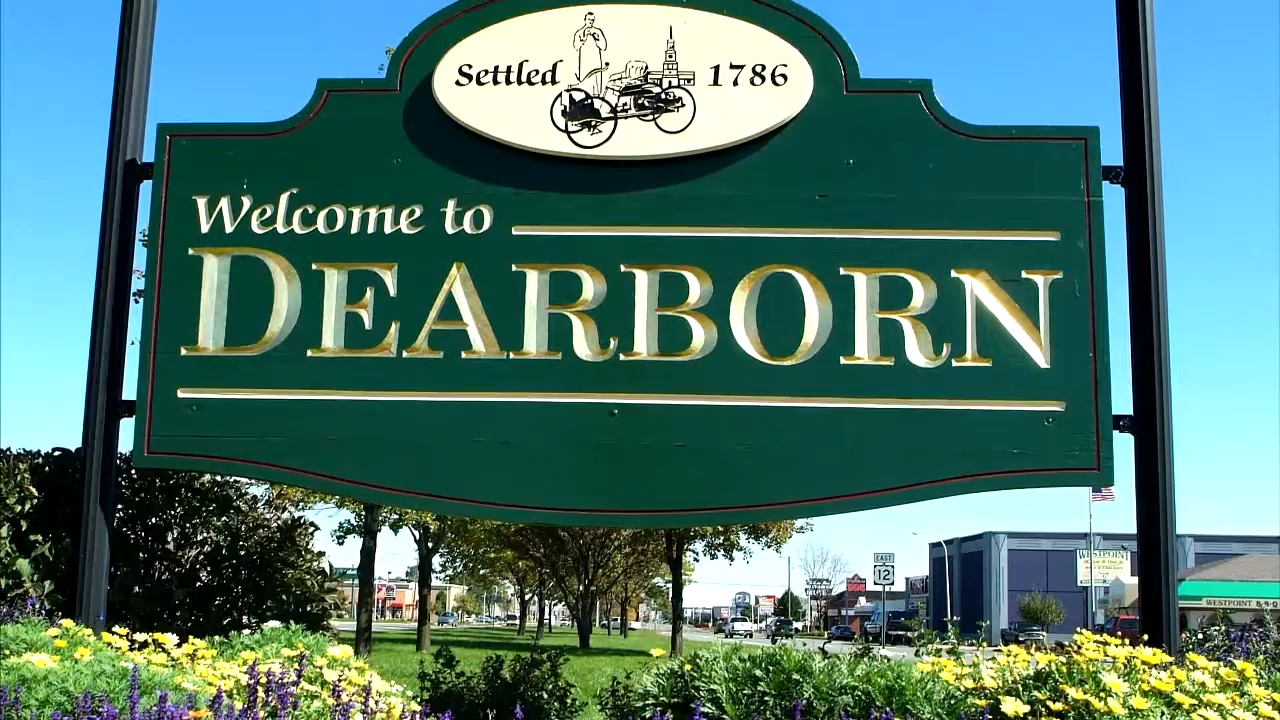 Settled 1786
Welcome to
DEARBORN
EAST
12
WESTPOINT
WESTPOINT B-B-Q